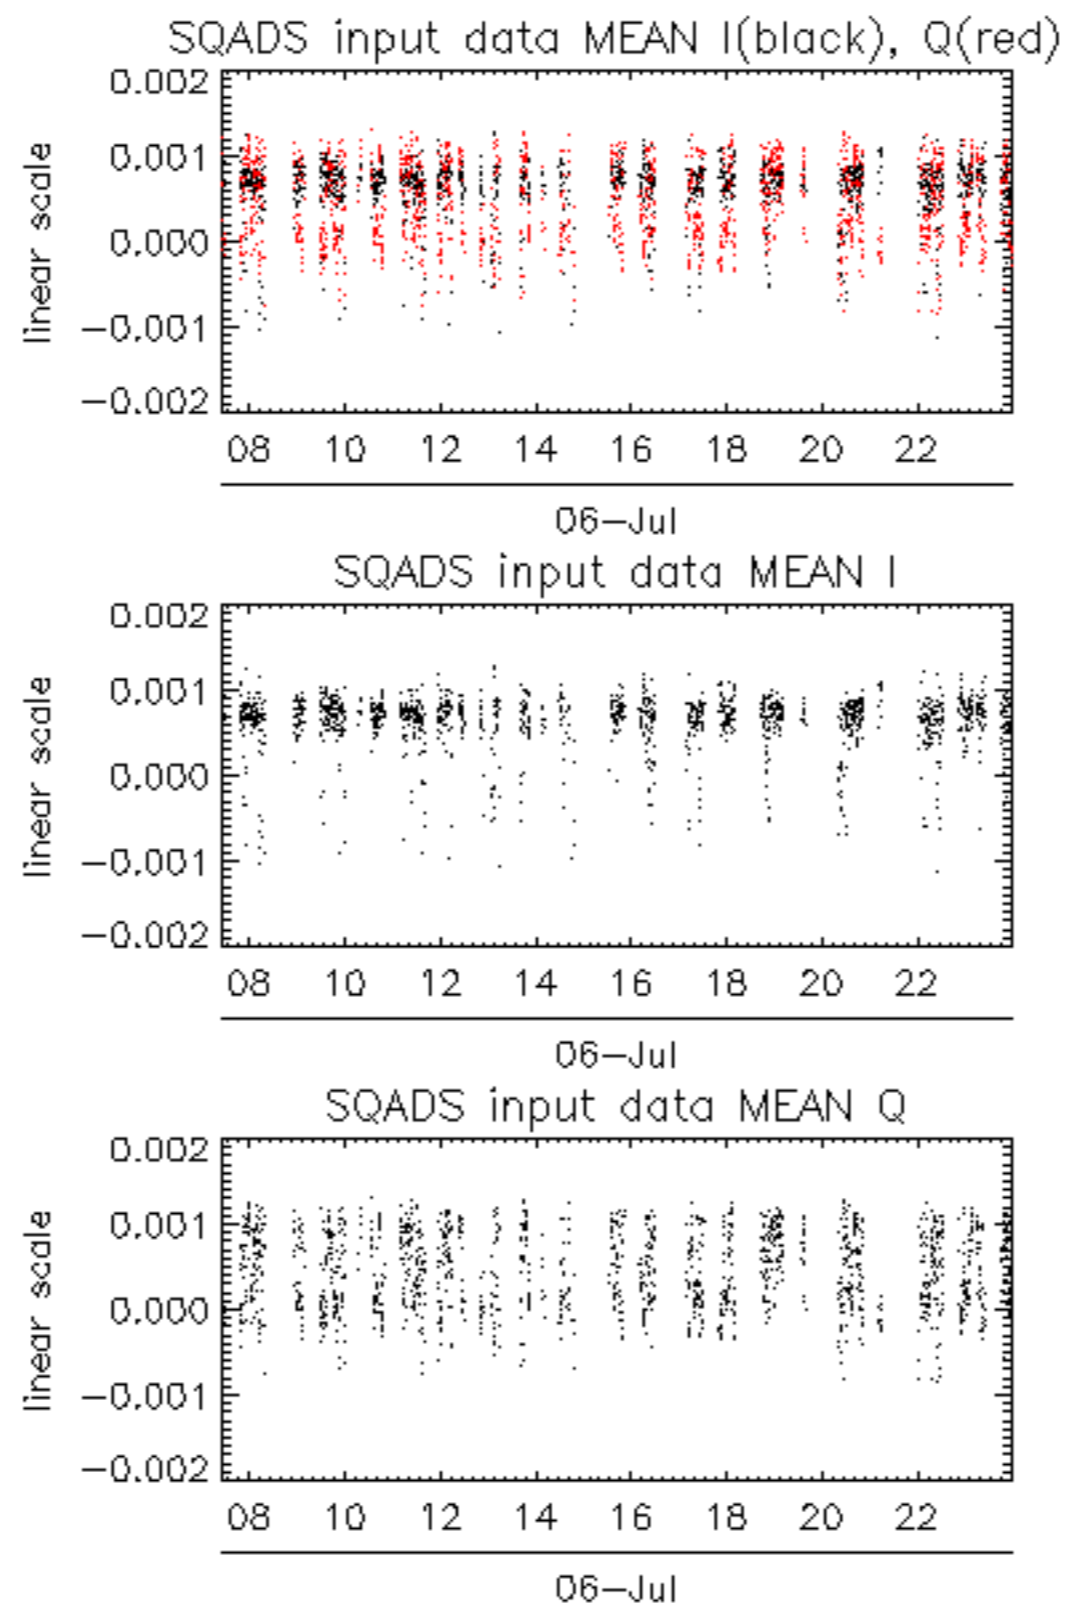 SQADS input data MEAN I(black), Q(red)
0.002
0.001
0.000
−0.001
−0.002
linear scale
08 10 12 14 16 18 20 22
06−Jul
SQADS input data MEAN I
0.002
0.001
0.000
−0.001
−0.002
linear scale
08 10 12 14 16 18 20 22
06−Jul
SQADS input data MEAN Q
0.002
0.001
0.000
−0.001
−0.002
linear scale
08 10 12 14 16 18 20 22
06−Jul